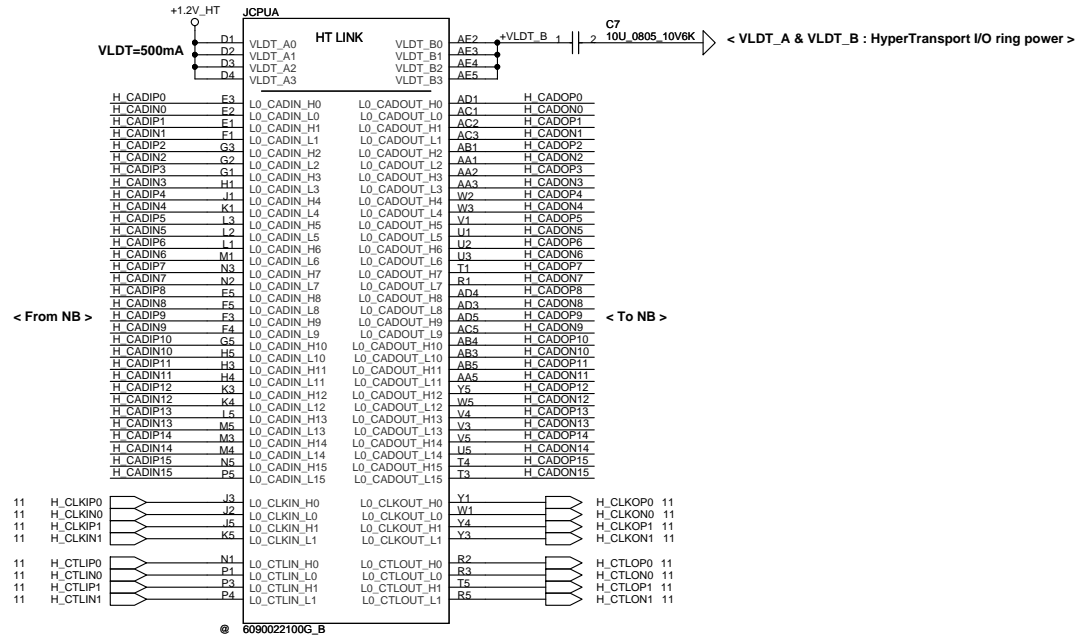 +1.2V_HT
JCPUA
HT LINK
VLDT=500mA
D1 VLDT_A0 VLDT_B0 AE2 +VLDT_B 1 2
D2 VLDT_A1 VLDT_B1 AE3
D3 VLDT_A2 VLDT_B2 AE4
D4 VLDT_A3 VLDT_B3 AE5
C7
10U_0805_10V6K
< VLDT_A & VLDT_B : HyperTransport I/O ring power >
H_CADIP0 E3 L0_CADIN_H0 L0_CADOUT_H0 AD1 H_CADOP0
H_CADIN0 E2 L0_CADIN_L0 L0_CADOUT_L0 AC1 H_CADON0
H_CADIP1 E1 L0_CADIN_H1 L0_CADOUT_H1 AC2 H_CADOP1
H_CADIN1 F1 L0_CADIN_L1 L0_CADOUT_L1 AC3 H_CADON1
H_CADIP2 G3 L0_CADIN_H2 L0_CADOUT_H2 AB1 H_CADOP2
H_CADIN2 G2 L0_CADIN_L2 L0_CADOUT_L2 AA1 H_CADON2
H_CADIP3 G1 L0_CADIN_H3 L0_CADOUT_H3 AA2 H_CADOP3
H_CADIN3 H1 L0_CADIN_L3 L0_CADOUT_L3 AA3 H_CADON3
H_CADIP4 J1 L0_CADIN_H4 L0_CADOUT_H4 W2 H_CADOP4
H_CADIN4 K1 L0_CADIN_L4 L0_CADOUT_L4 W3 H_CADON4
H_CADIP5 L3 L0_CADIN_H5 L0_CADOUT_H5 V1 H_CADOP5
H_CADIN5 L2 L0_CADIN_L5 L0_CADOUT_L5 U1 H_CADON5
H_CADIP6 L1 L0_CADIN_H6 L0_CADOUT_H6 U2 H_CADOP6
H_CADIN6 M1 L0_CADIN_L6 L0_CADOUT_L6 U3 H_CADON6
H_CADIP7 N3 L0_CADIN_H7 L0_CADOUT_H7 T1 H_CADOP7
H_CADIN7 N2 L0_CADIN_L7 L0_CADOUT_L7 R1 H_CADON7
H_CADIP8 E5 L0_CADIN_H8 L0_CADOUT_H8 AD4 H_CADOP8
H_CADIN8 F5 L0_CADIN_L8 L0_CADOUT_L8 AD3 H_CADON8
H_CADIP9 F3 L0_CADIN_H9 L0_CADOUT_H9 AD5 H_CADOP9
H_CADIN9 F4 L0_CADIN_L9 L0_CADOUT_L9 AC5 H_CADON9
H_CADIP10 G5 L0_CADIN_H10 L0_CADOUT_H10 AB4 H_CADOP10
H_CADIN10 H5 L0_CADIN_L10 L0_CADOUT_L10 AB3 H_CADON10
H_CADIP11 H3 L0_CADIN_H11 L0_CADOUT_H11 AB5 H_CADOP11
H_CADIN11 H4 L0_CADIN_L11 L0_CADOUT_L11 AA5 H_CADON11
H_CADIP12 K3 L0_CADIN_H12 L0_CADOUT_H12 Y5 H_CADOP12
H_CADIN12 K4 L0_CADIN_L12 L0_CADOUT_L12 W5 H_CADON12
H_CADIP13 L5 L0_CADIN_H13 L0_CADOUT_H13 V4 H_CADOP13
H_CADIN13 M5 L0_CADIN_L13 L0_CADOUT_L13 V3 H_CADON13
H_CADIP14 M3 L0_CADIN_H14 L0_CADOUT_H14 V5 H_CADOP14
H_CADIN14 M4 L0_CADIN_L14 L0_CADOUT_L14 U5 H_CADON14
H_CADIP15 N5 L0_CADIN_H15 L0_CADOUT_H15 T4 H_CADOP15
H_CADIN15 P5 L0_CADIN_L15 L0_CADOUT_L15 T3 H_CADON15
< From NB >
< To NB >
11 H_CLKIP0 J3 L0_CLKIN_H0 L0_CLKOUT_H0 Y1 H_CLKOP0 11
11 H_CLKIN0 J2 L0_CLKIN_L0 L0_CLKOUT_L0 W1 H_CLKON0 11
11 H_CLKIP1 J5 L0_CLKIN_H1 L0_CLKOUT_H1 Y4 H_CLKOP1 11
11 H_CLKIN1 K5 L0_CLKIN_L1 L0_CLKOUT_L1 Y3 H_CLKON1 11
11 H_CTLIP0 N1 L0_CTLIN_H0 L0_CTLOUT_H0 R2 H_CTLOP0 11
11 H_CTLIN0 P1 L0_CTLIN_L0 L0_CTLOUT_L0 R3 H_CTLON0 11
11 H_CTLIP1 P3 L0_CTLIN_H1 L0_CTLOUT_H1 T5 H_CTLOP1 11
11 H_CTLIN1 P4 L0_CTLIN_L1 L0_CTLOUT_L1 R5 H_CTLON1 11
@ 6090022100G_B